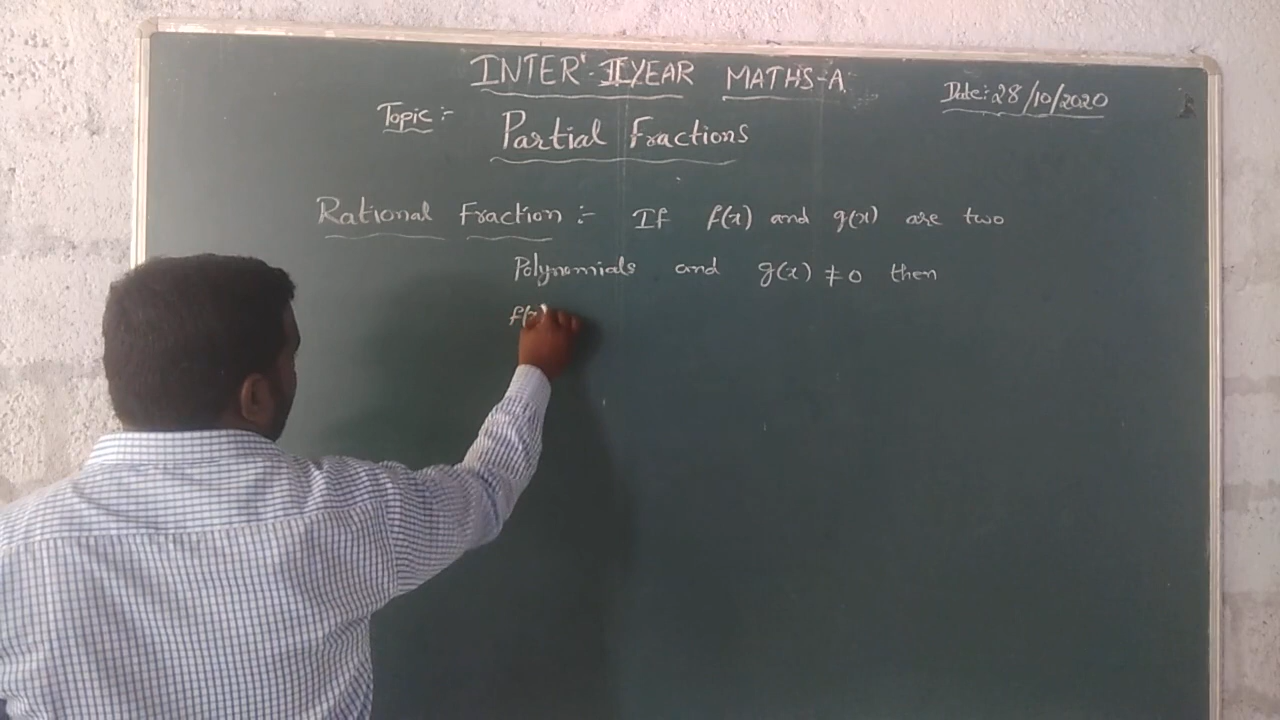 INTER' - II YEAR MATHS-A
Date: 28/10/2020
Topic :- Partial Fractions
Rational Fraction :- If f(x) and g(x) are two
Polynomials and g(x) ≠ 0 then
f(x)